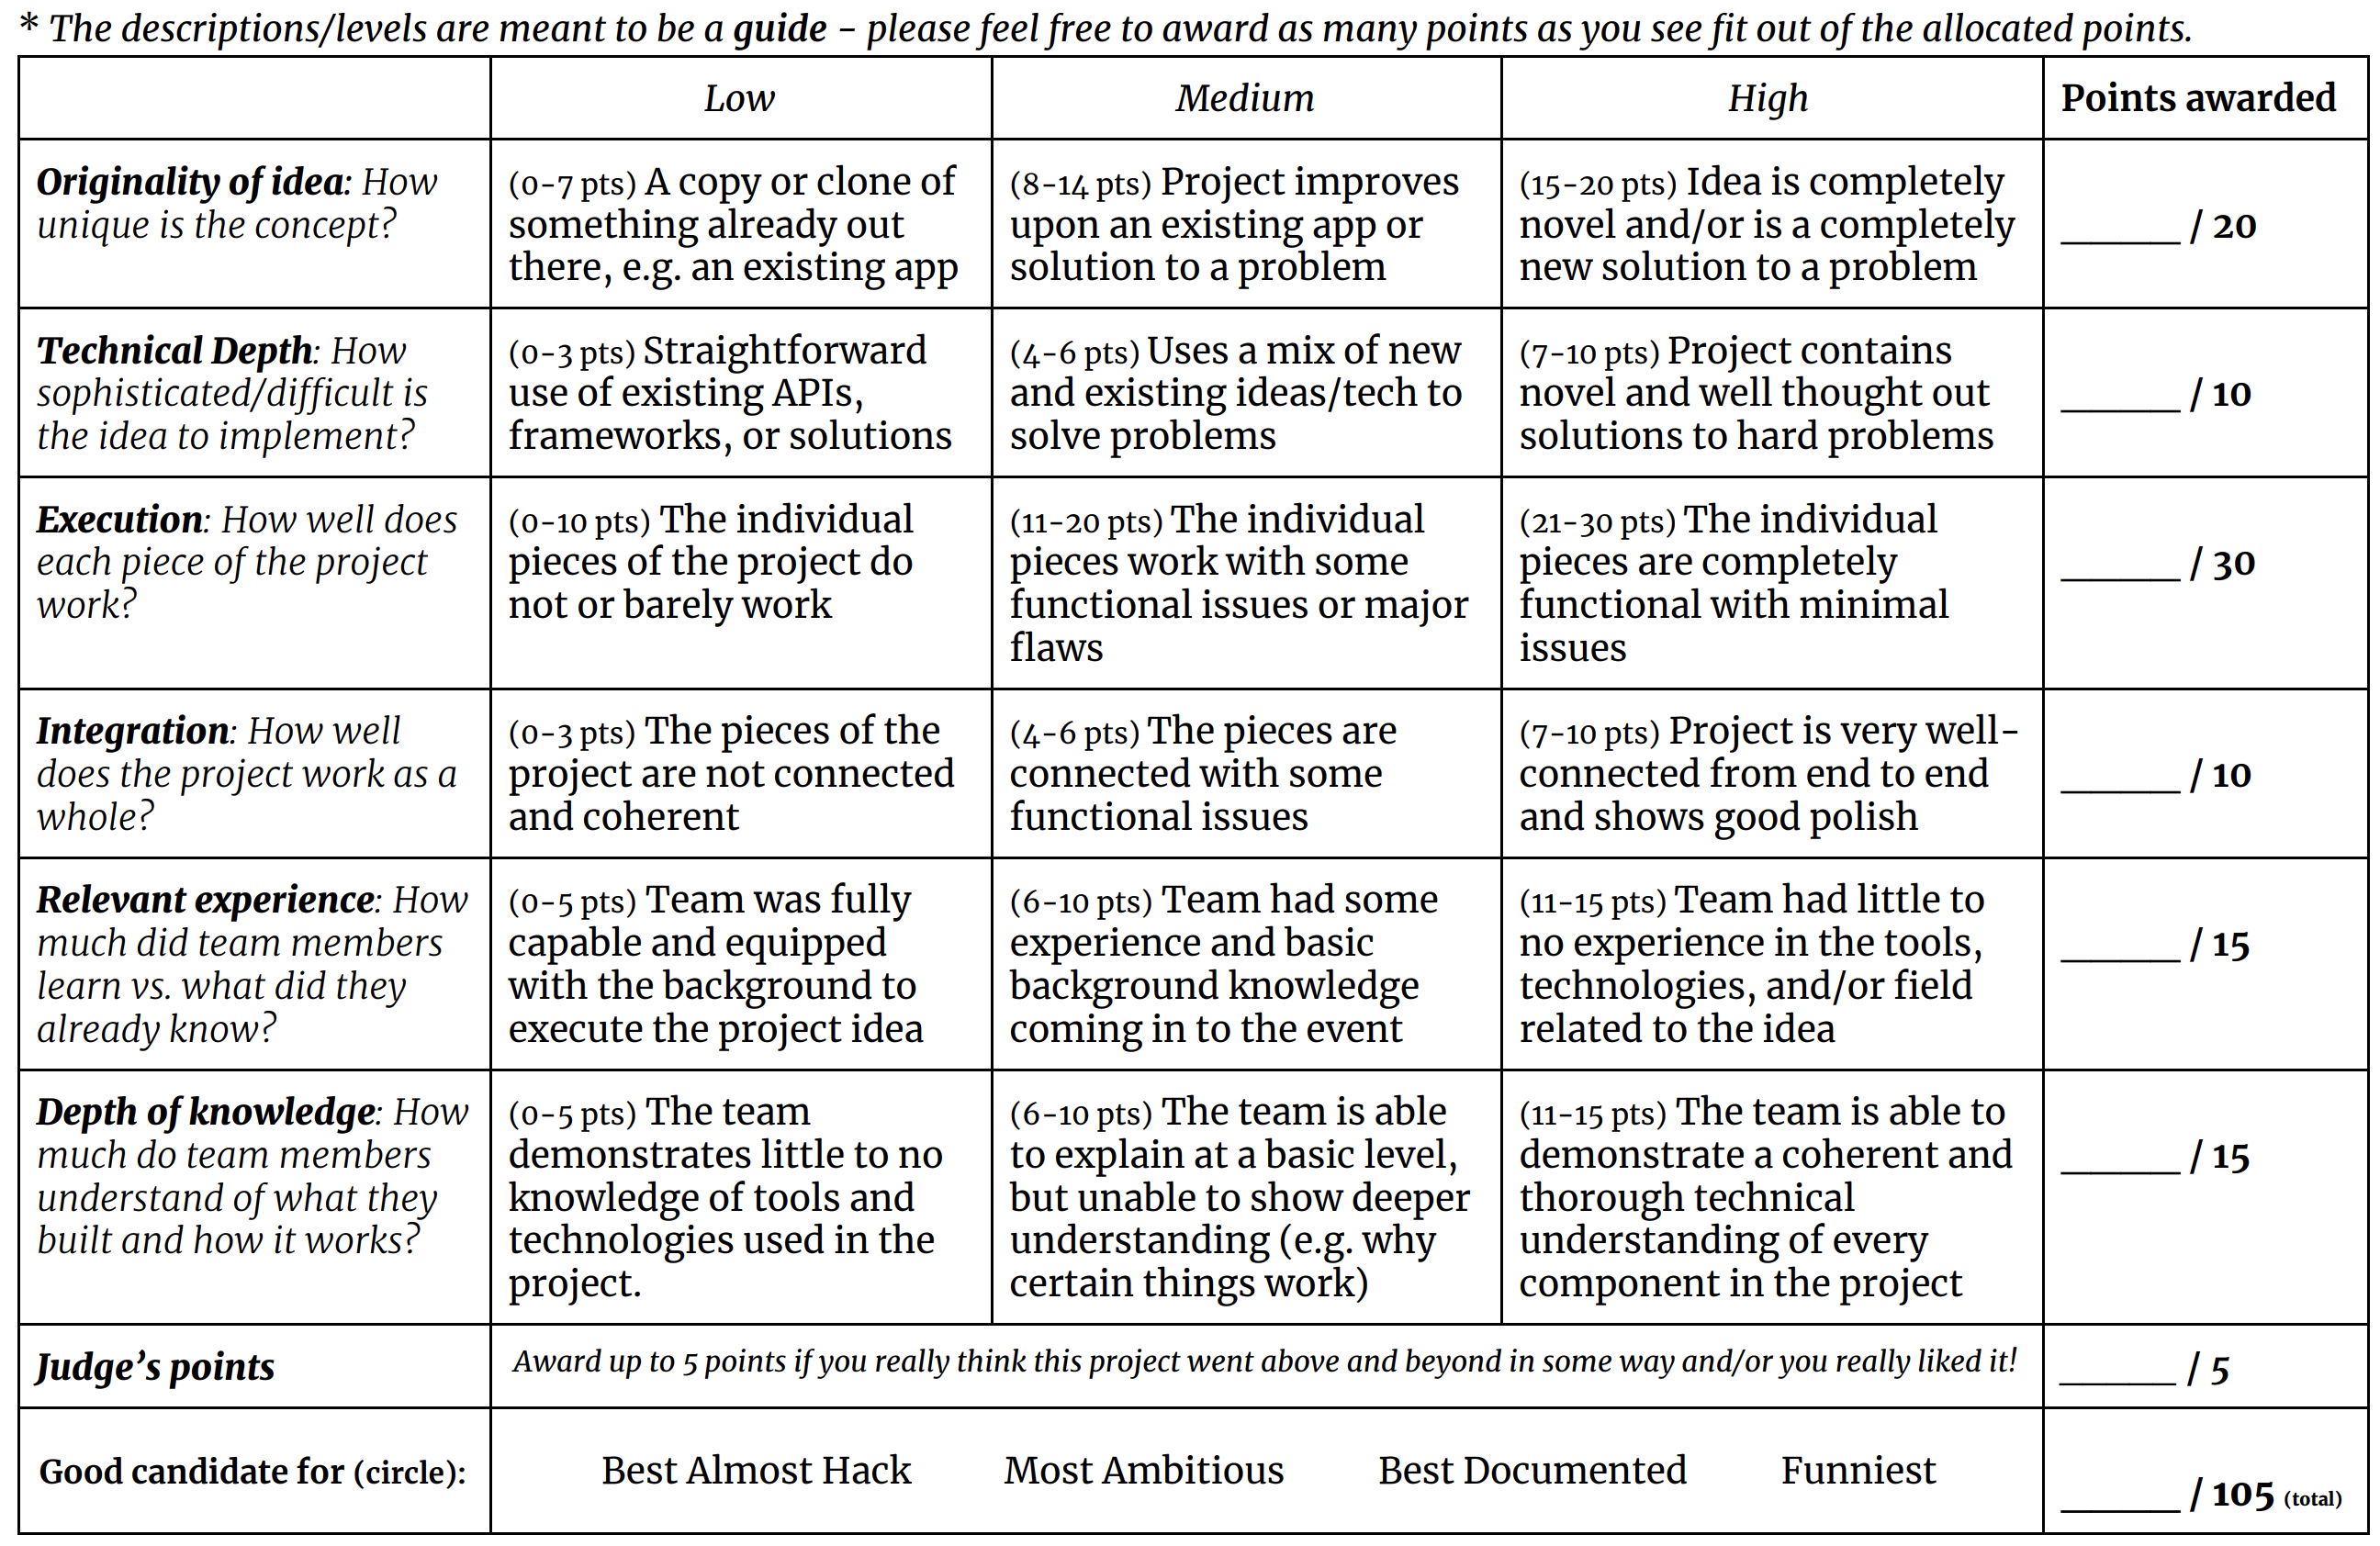 * The descriptions/levels are meant to be a guide – please feel free to award as many points as you see fit out of the allocated points.
Low
Medium
High
Points awarded
Originality of idea: How
unique is the concept?
(0-7 pts) A copy or clone of
something already out
there, e.g. an existing app
(8-14 pts) Project improves
upon an existing app or
solution to a problem
(15-20 pts) Idea is completely
novel and/or is a completely
new solution to a problem
_____ / 20
Technical Depth: How
sophisticated/difficult is
the idea to implement?
(0-3 pts) Straightforward
use of existing APIs,
frameworks, or solutions
(4-6 pts) Uses a mix of new
and existing ideas/tech to
solve problems
(7-10 pts) Project contains
novel and well thought out
solutions to hard problems
_____ / 10
Execution: How well does
each piece of the project
work?
(0-10 pts) The individual
pieces of the project do
not or barely work
(11-20 pts) The individual
pieces work with some
functional issues or major
flaws
(21-30 pts) The individual
pieces are completely
functional with minimal
issues
_____ / 30
Integration: How well
does the project work as a
whole?
(0-3 pts) The pieces of the
project are not connected
and coherent
(4-6 pts) The pieces are
connected with some
functional issues
(7-10 pts) Project is very well-
connected from end to end
and shows good polish
_____ / 10
Relevant experience: How
much did team members
learn vs. what did they
already know?
(0-5 pts) Team was fully
capable and equipped
with the background to
execute the project idea
(6-10 pts) Team had some
experience and basic
background knowledge
coming in to the event
(11-15 pts) Team had little to
no experience in the tools,
technologies, and/or field
related to the idea
_____ / 15
Depth of knowledge: How
much do team members
understand of what they
built and how it works?
(0-5 pts) The team
demonstrates little to no
knowledge of tools and
technologies used in the
project.
(6-10 pts) The team is able
to explain at a basic level,
but unable to show deeper
understanding (e.g. why
certain things work)
(11-15 pts) The team is able to
demonstrate a coherent and
thorough technical
understanding of every
component in the project
_____ / 15
Judge’s points
Award up to 5 points if you really think this project went above and beyond in some way and/or you really liked it!
_____ / 5
Good candidate for (circle):
Best Almost Hack
Most Ambitious
Best Documented
Funniest
_____ / 105 (total)